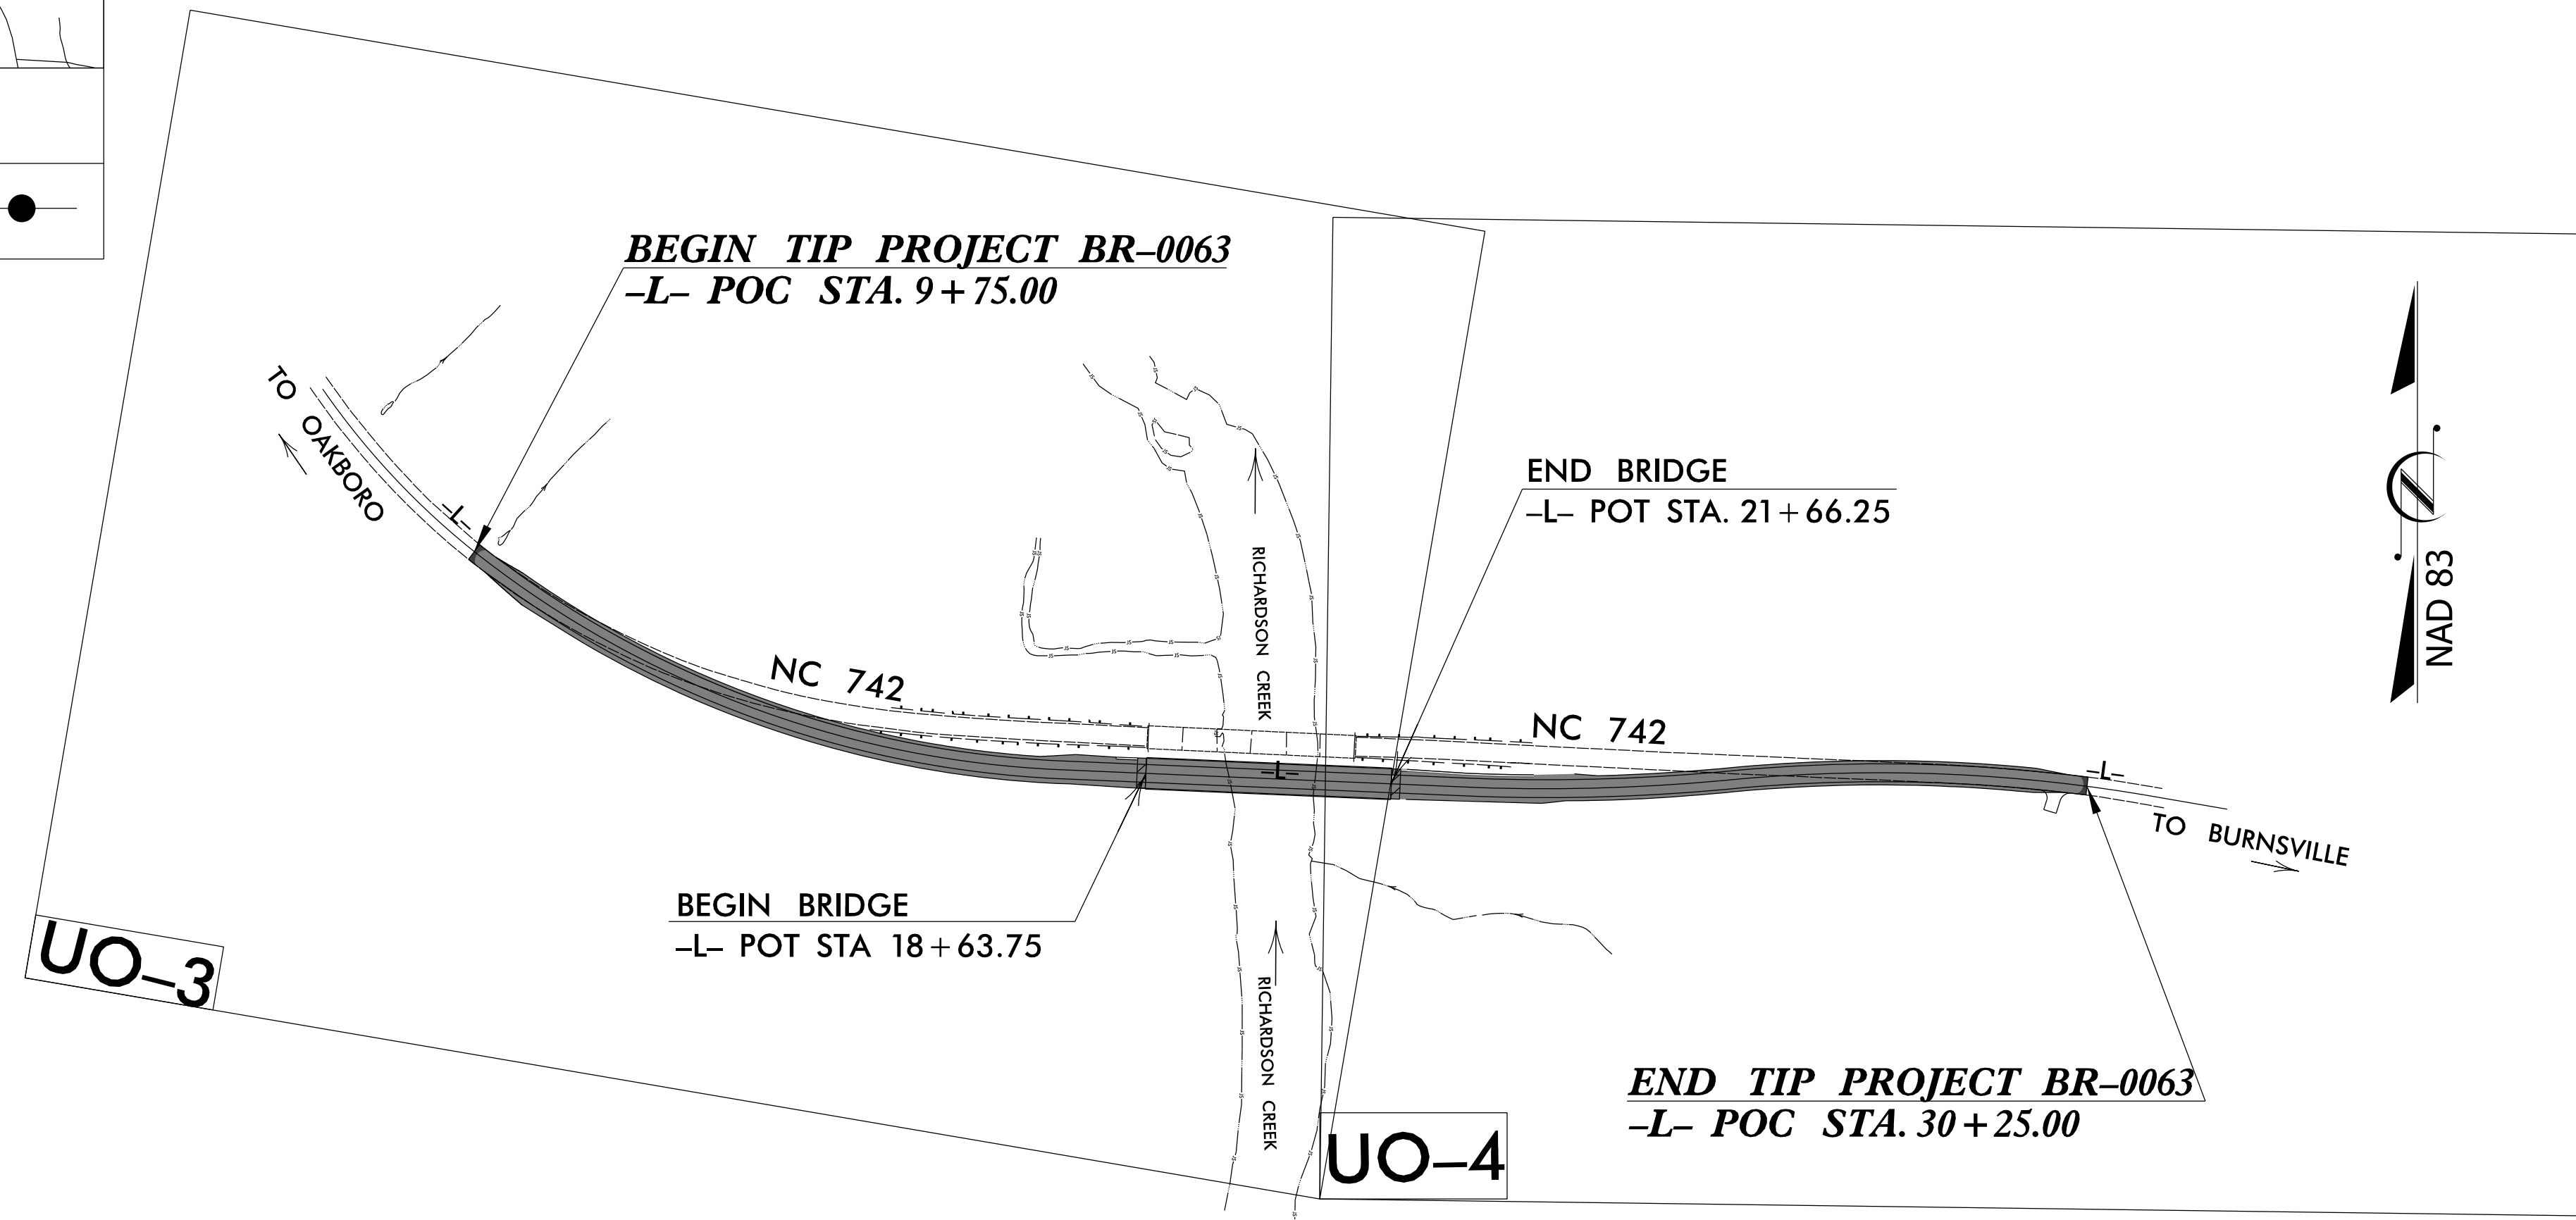 BEGIN TIP PROJECT BR–0063
–L– POC STA. 9+75.00
TO OAKBORO
–L–
NC 742
RICHARDSON CREEK
END BRIDGE
–L– POT STA. 21+66.25
NC 742
–L–
–L–
TO BURNSVILLE
NAD 83
BEGIN BRIDGE
–L– POT STA 18+63.75
RICHARDSON CREEK
UO–3
UO–4
END TIP PROJECT BR–0063
–L– POC STA. 30+25.00